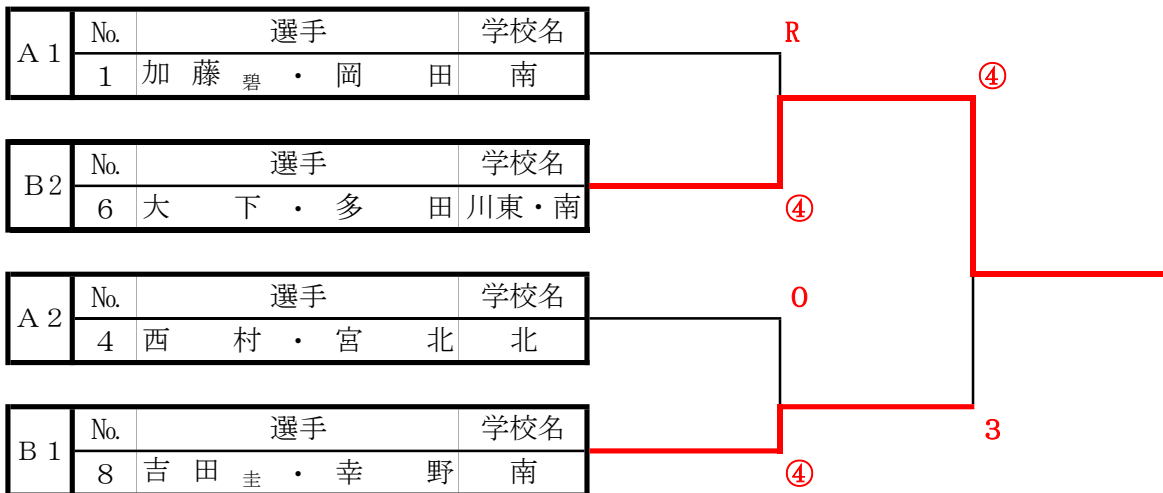 A1 No. 選手 学校名
1 加藤碧・岡田 南
R
④
B2 No. 選手 学校名
6 大下・多田 川東・南
④
A2 No. 選手 学校名
4 西村・宮北 北
0
3
B1 No. 選手 学校名
8 吉田圭・幸野 南
④